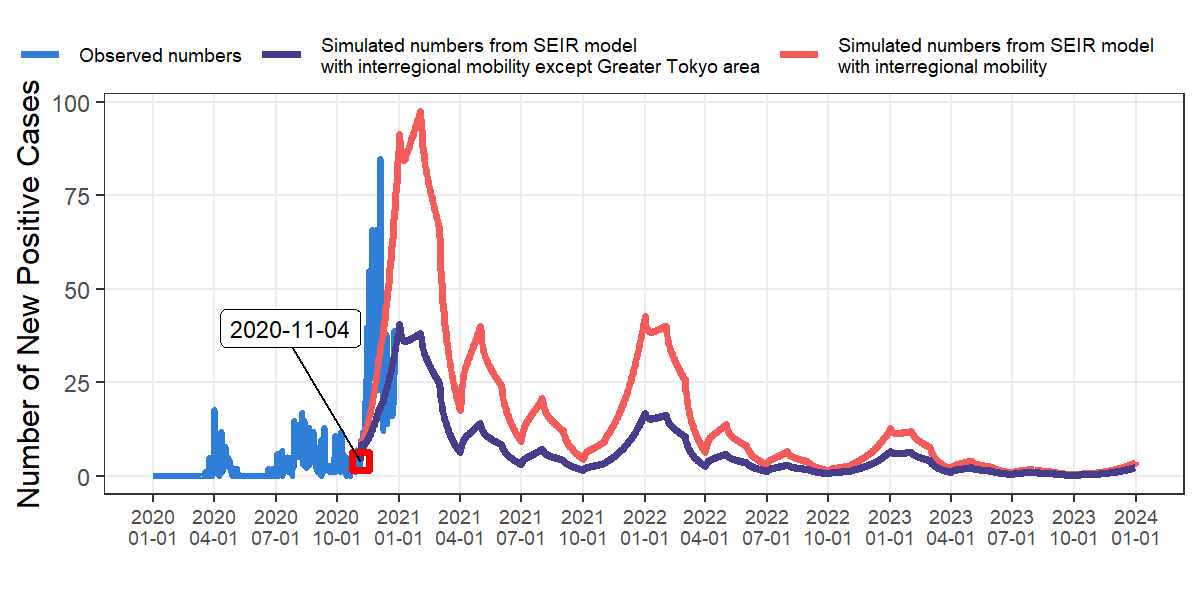 Observed numbers
Simulated numbers from SEIR model
with interregional mobility except Greater Tokyo area
Simulated numbers from SEIR model
with interregional mobility
Number of New Positive Cases
100
75
50
25
0
2020-11-04
2020 2020 2020 2020 2021 2021 2021 2021 2022 2022 2022 2022 2023 2023 2023 2023 2024
01-01 04-01 07-01 10-01 01-01 04-01 07-01 10-01 01-01 04-01 07-01 10-01 01-01 04-01 07-01 10-01 01-01